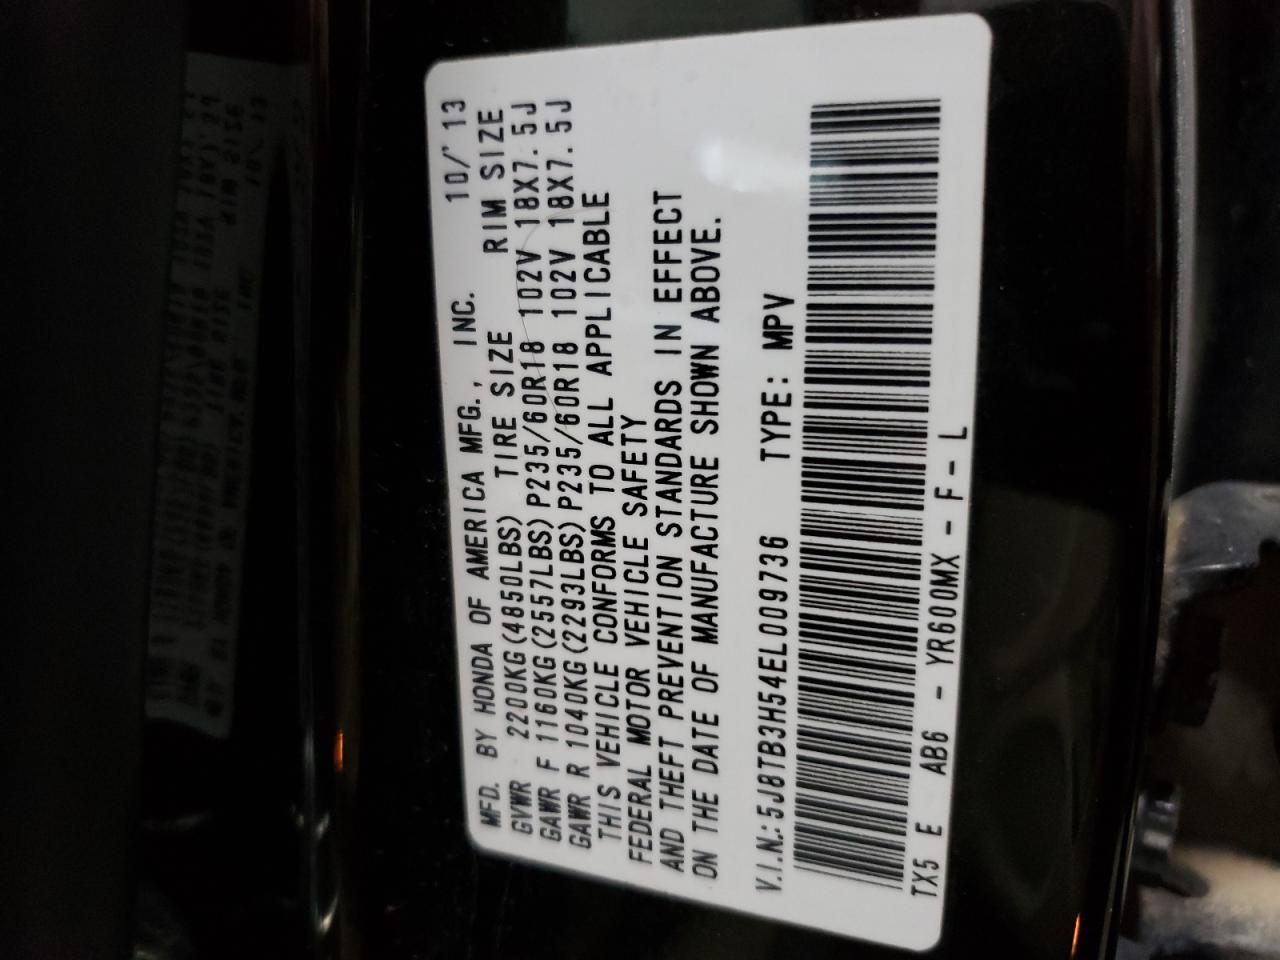 MFD. BY HONDA OF AMERICA MFG., INC. 10/'13
GVWR 2200KG(4850LBS) TIRE SIZE RIM SIZE
GAWR F 1160KG(2557LBS)P235/60R18 102V 18X7.5J
GAWR R 1040KG(2293LBS)P235/60R18 102V 18X7.5J
THIS VEHICLE CONFORMS TO ALL APPLICABLE
FEDERAL MOTOR VEHICLE SAFETY
AND THEFT PREVENTION STANDARDS IN EFFECT
ON THE DATE OF MANUFACTURE SHOWN ABOVE.
V.I.N.:5J8TB3H54EL009736 TYPE: MPV
TX5 E AB6 - YR600MX - F - L